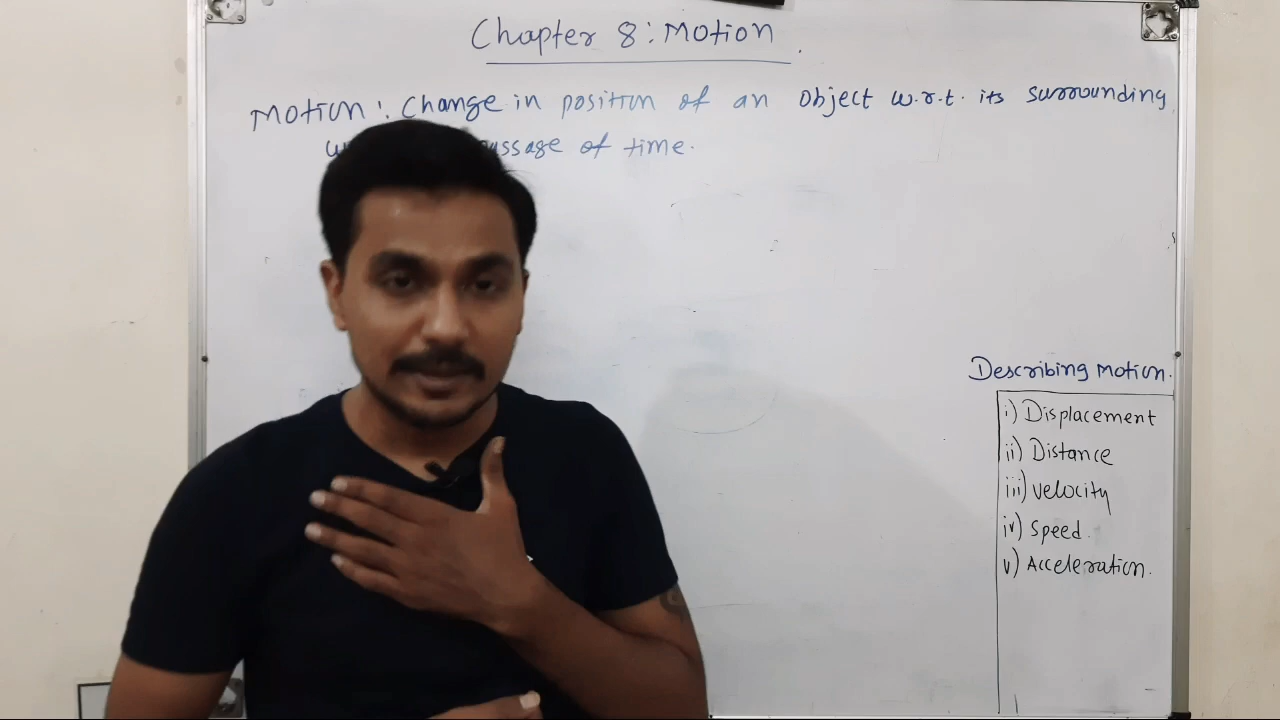 Chapter 8: Motion.
Motion: Change in position of an object w.r.t. its surrounding
of time.
Describing Motion.
i) Displacement
ii) Distance
iii) Velocity
iv) Speed.
v) Acceleration.